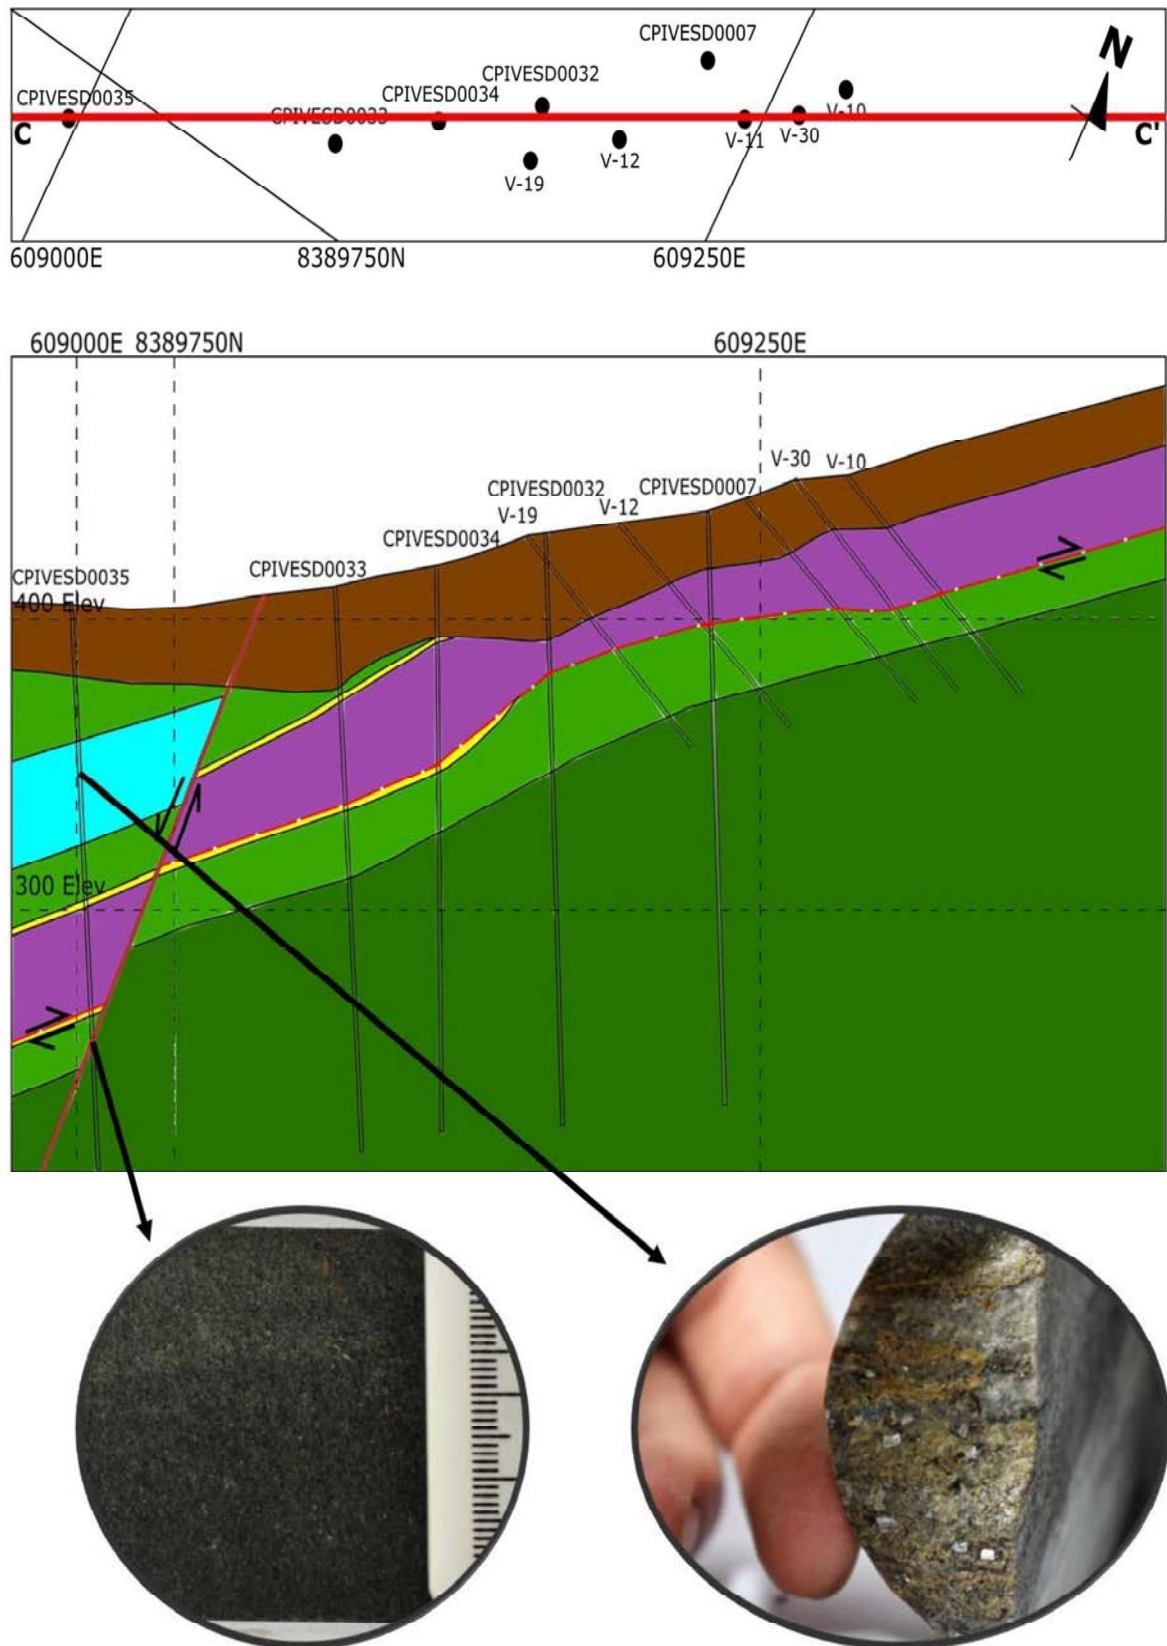 CPIVESD0007
N
CPIVESD0032
CPIVESD0034
CPIVESD0035
V-10
CPIVESD0033
C
C'
V-11
V-30
V-12
V-19
609000E
8389750N
609250E
609000E 8389750N
609250E
V-30
V-10
CPIVESD0032
CPIVESD0007
V-12
V-19
CPIVESD0034
CPIVESD0033
CPIVESD0035
400 Elev
300 Elev